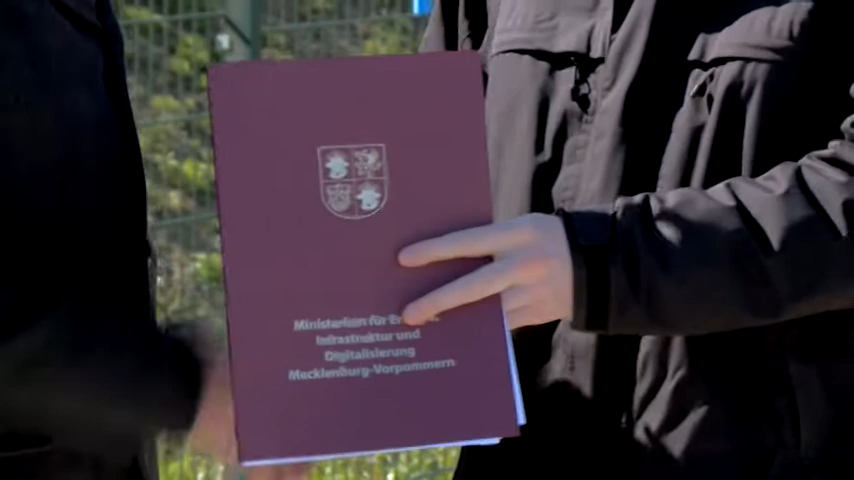 Ministerium für
Infrastruktur und
Digitalisierung
Mecklenburg-Vorpommern